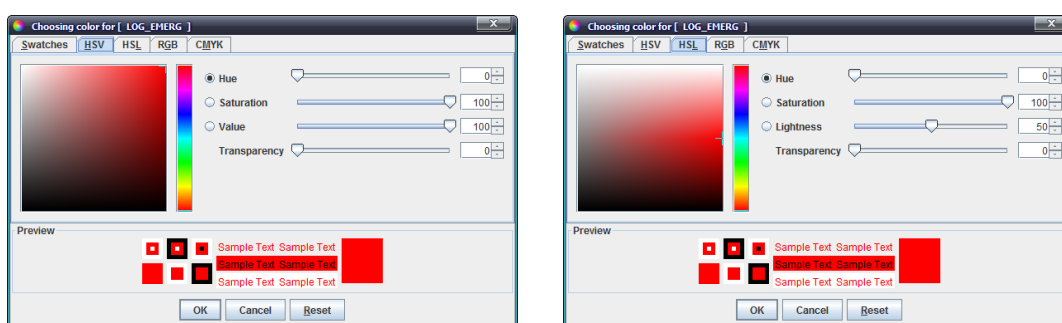 Choosing color for [ LOG_EMERG ]
Swatches HSV HSL RGB CMYK
Hue 0
Saturation 100
Value 100
Transparency 0
Preview
Sample Text Sample Text
Sample Text Sample Text
Sample Text Sample Text
OK Cancel Reset
Choosing color for [ LOG_EMERG ]
Swatches HSV HSL RGB CMYK
Hue 0
Saturation 100
Lightness 50
Transparency 0
Preview
Sample Text Sample Text
Sample Text Sample Text
Sample Text Sample Text
OK Cancel Reset